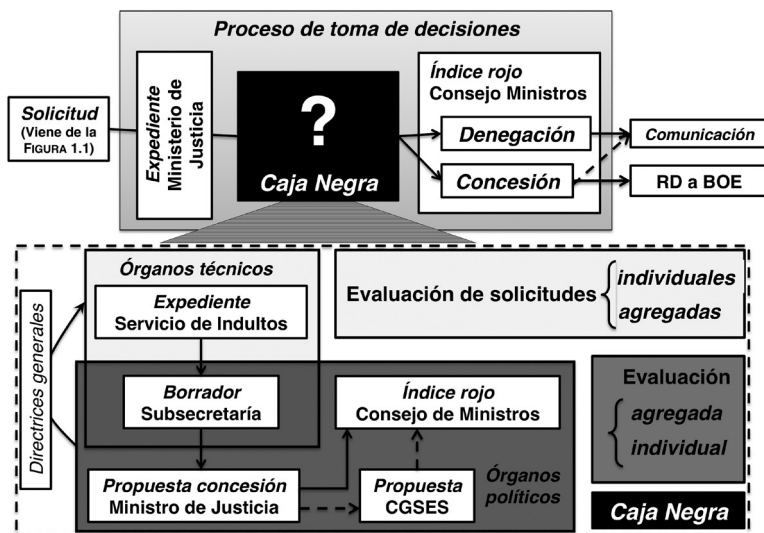 Proceso de toma de decisiones
Solicitud
(Viene de la
FIGURA 1.1)
Expediente
Ministerio de
Justicia
?
Caja Negra
Índice rojo
Consejo Ministros
Denegación
Concesión
Comunicación
RD a BOE
Directrices generales
Órganos técnicos
Expediente
Servicio de Indultos
Borrador
Subsecretaría
Propuesta concesión
Ministro de Justicia
Índice rojo
Consejo de Ministros
Propuesta
CGSES
Órganos
políticos
Evaluación de solicitudes
individuales
agregadas
Evaluación
agregada
individual
Caja Negra